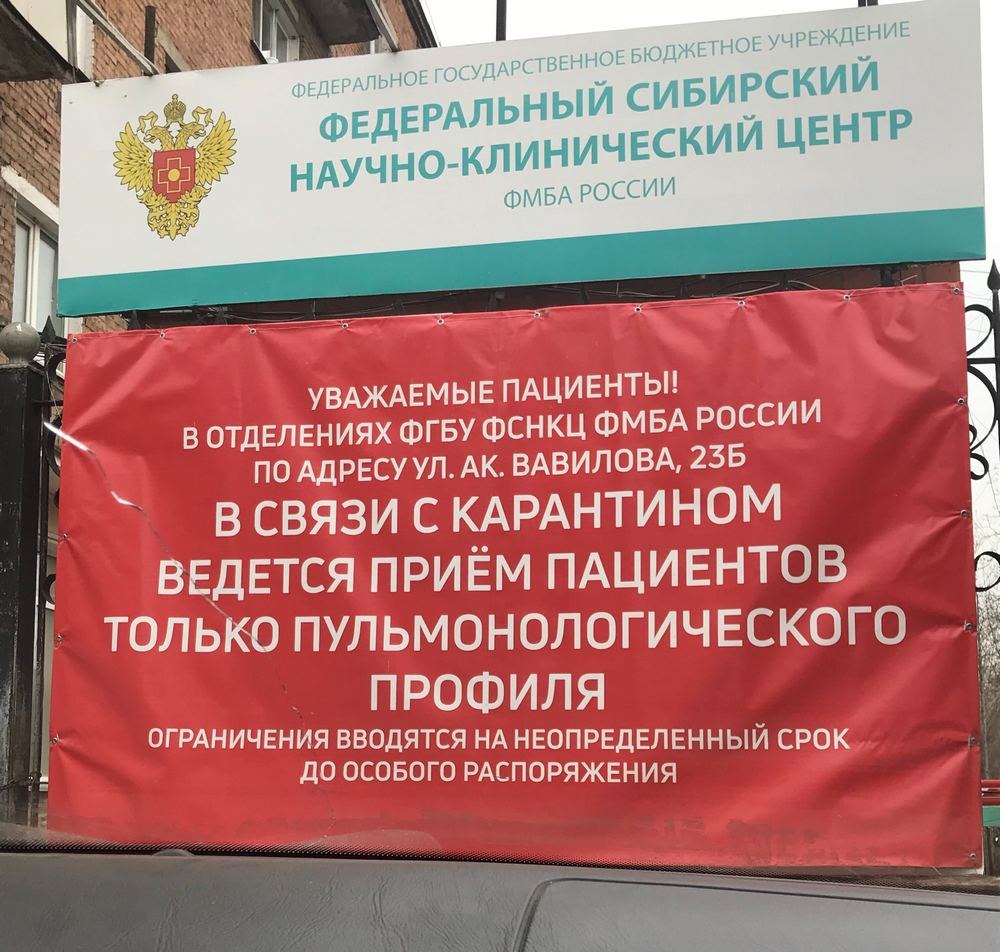 ФЕДЕРАЛЬНОЕ ГОСУДАРСТВЕННОЕ БЮДЖЕТНОЕ УЧРЕЖДЕНИЕ
ФЕДЕРАЛЬНЫЙ СИБИРСКИЙ
НАУЧНО-КЛИНИЧЕСКИЙ ЦЕНТР
ФМБА РОССИИ
УВАЖАЕМЫЕ ПАЦИЕНТЫ!
В ОТДЕЛЕНИЯХ ФГБУ ФСНКЦ ФМБА РОССИИ
ПО АДРЕСУ УЛ. АК. ВАВИЛОВА, 23Б
В СВЯЗИ С КАРАНТИНОМ
ВЕДЕТСЯ ПРИЁМ ПАЦИЕНТОВ
ТОЛЬКО ПУЛЬМОНОЛОГИЧЕСКОГО
ПРОФИЛЯ
ОГРАНИЧЕНИЯ ВВОДЯТСЯ НА НЕОПРЕДЕЛЕННЫЙ СРОК
ДО ОСОБОГО РАСПОРЯЖЕНИЯ